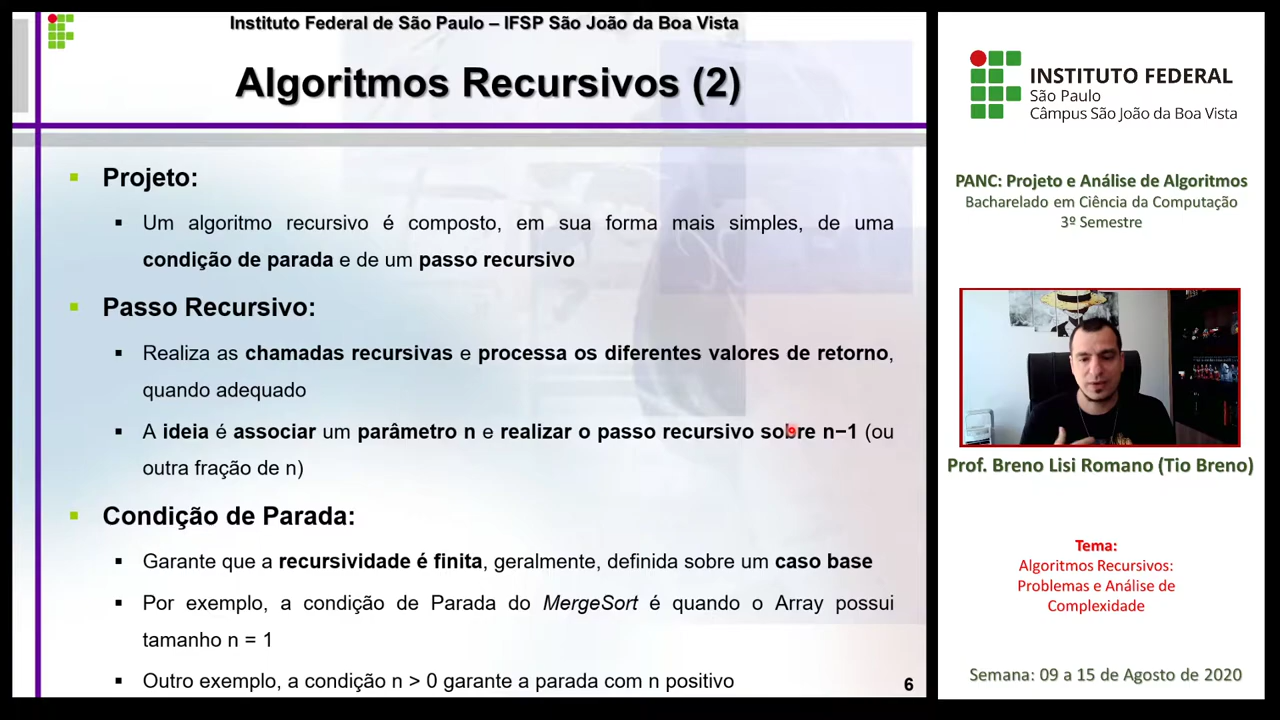 Instituto Federal de São Paulo – IFSP São João da Boa Vista
Algoritmos Recursivos (2)
Projeto:
Um algoritmo recursivo é composto, em sua forma mais simples, de uma
condição de parada e de um passo recursivo
Passo Recursivo:
Realiza as chamadas recursivas e processa os diferentes valores de retorno,
quando adequado
A ideia é associar um parâmetro n e realizar o passo recursivo sobre n−1 (ou
outra fração de n)
Condição de Parada:
Garante que a recursividade é finita, geralmente, definida sobre um caso base
Por exemplo, a condição de Parada do MergeSort é quando o Array possui
tamanho n = 1
Outro exemplo, a condição n > 0 garante a parada com n positivo
6
INSTITUTO FEDERAL
São Paulo
Câmpus São João da Boa Vista
PANC: Projeto e Análise de Algoritmos
Bacharelado em Ciência da Computação
3º Semestre
Prof. Breno Lisi Romano (Tio Breno)
Tema:
Algoritmos Recursivos:
Problemas e Análise de
Complexidade
Semana: 09 a 15 de Agosto de 2020